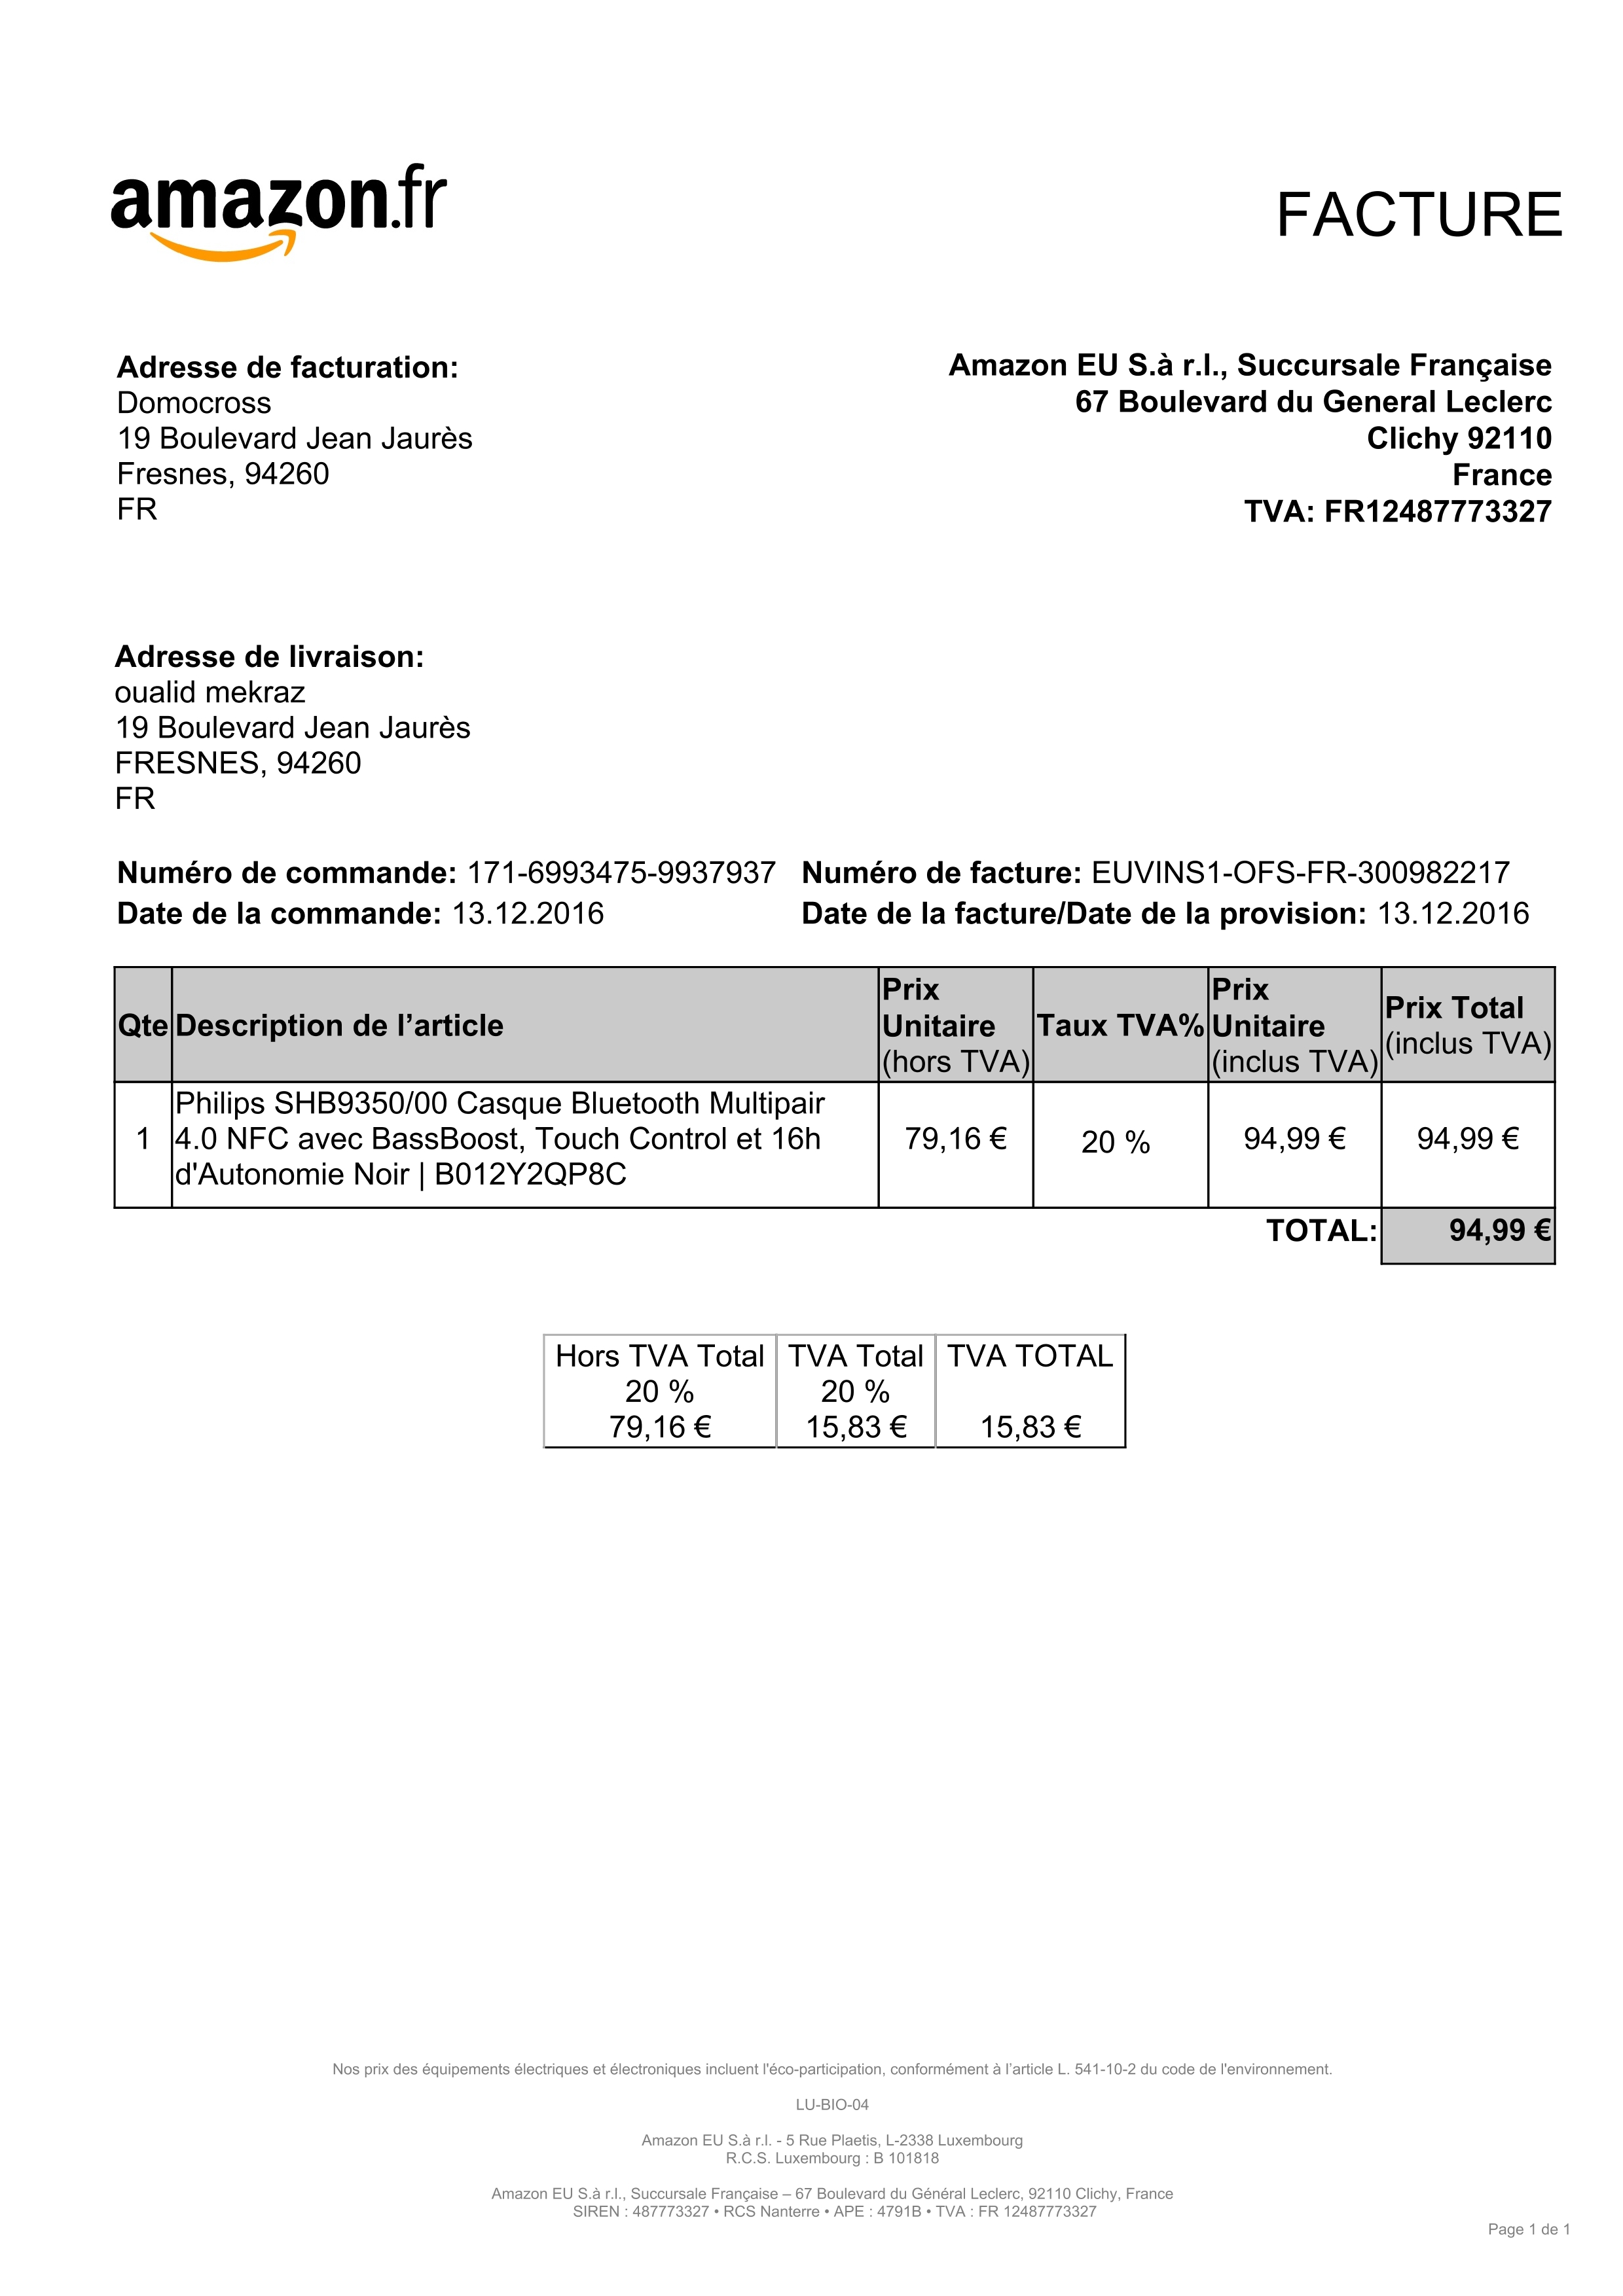 amazon.fr
FACTURE
Adresse de facturation:
Domocross
19 Boulevard Jean Jaurès
Fresnes, 94260
FR
Amazon EU S.à r.l., Succursale Française
67 Boulevard du General Leclerc
Clichy 92110
France
TVA: FR12487773327
Adresse de livraison:
oualid mekraz
19 Boulevard Jean Jaurès
FRESNES, 94260
FR
Numéro de commande: 171-6993475-9937937 Numéro de facture: EUVINS1-OFS-FR-300982217
Date de la commande: 13.12.2016 Date de la facture/Date de la provision: 13.12.2016
Qte
Description de l’article
Prix
Unitaire
(hors TVA)
Taux TVA%
Prix
Unitaire
(inclus TVA)
Prix Total
(inclus TVA)
1
Philips SHB9350/00 Casque Bluetooth Multipair
4.0 NFC avec BassBoost, Touch Control et 16h
d'Autonomie Noir | B012Y2QP8C
79,16 €
20 %
94,99 €
94,99 €
TOTAL: 94,99 €
Hors TVA Total TVA Total TVA TOTAL
20 % 20 %
79,16 € 15,83 € 15,83 €
Nos prix des équipements électriques et électroniques incluent l'éco-participation, conformément à l’article L. 541-10-2 du code de l'environnement.
LU-BIO-04
Amazon EU S.à r.l. - 5 Rue Plaetis, L-2338 Luxembourg
R.C.S. Luxembourg : B 101818
Amazon EU S.à r.l., Succursale Française – 67 Boulevard du Général Leclerc, 92110 Clichy, France
SIREN : 487773327 • RCS Nanterre • APE : 4791B • TVA : FR 12487773327
Page 1 de 1